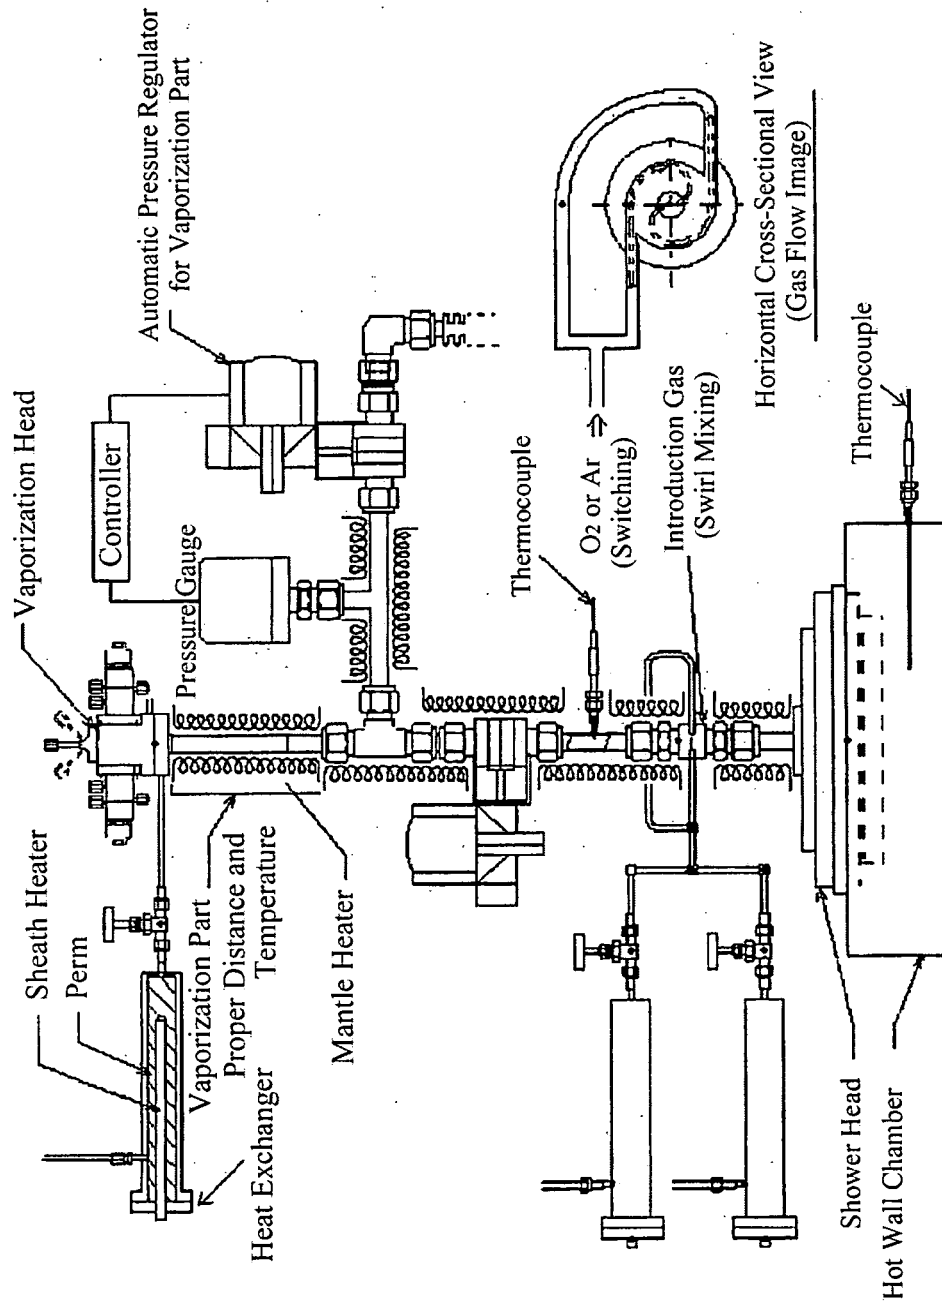 Automatic Pressure Regulator
for Vaporization Part
Vaporization Head
Controller
Pressure Gauge
Sheath Heater
Perm
Vaporization Part
Proper Distance and
Temperature
Mantle Heater
Heat Exchanger
Thermocouple
O2 or Ar ⇒
(Switching)
Introduction Gas
(Swirl Mixing)
Horizontal Cross-Sectional View
(Gas Flow Image)
Thermocouple
Shower Head
Hot Wall Chamber